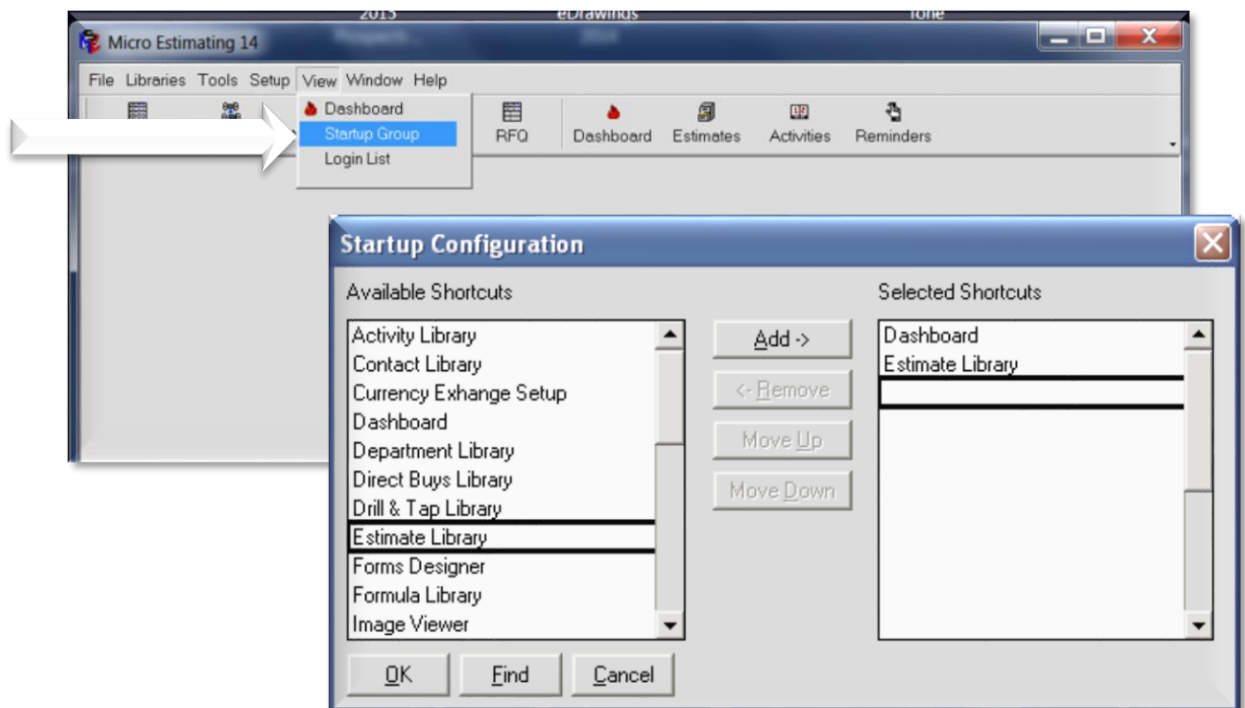 2013 eDrawinds Tone
Micro Estimating 14
File Libraries Tools Setup View Window Help
Dashboard
Startup Group
Login List
RFQ Dashboard Estimates Activities Reminders
Startup Configuration
Available Shortcuts
Activity Library
Contact Library
Currency Exhange Setup
Dashboard
Department Library
Direct Buys Library
Drill & Tap Library
Estimate Library
Forms Designer
Formula Library
Image Viewer
Add ->
<- Remove
Move Up
Move Down
Selected Shortcuts
Dashboard
Estimate Library
OK Find Cancel